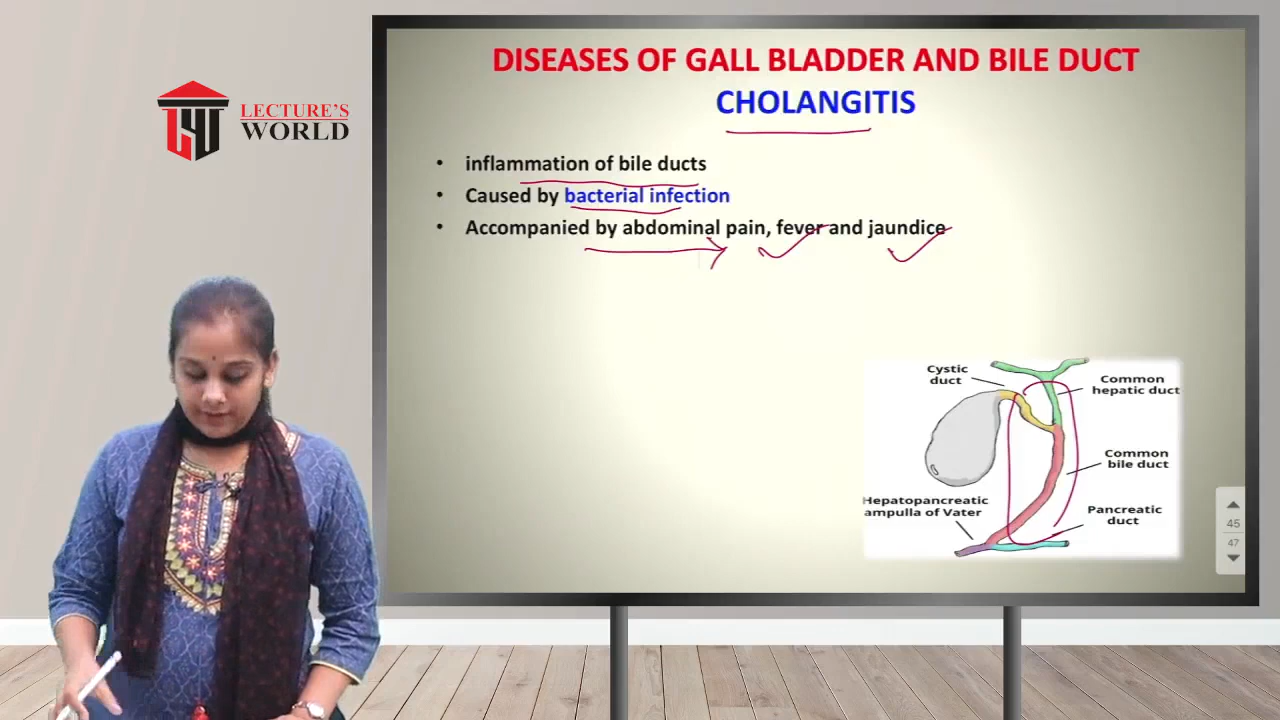 LECTURE'S
WORLD
DISEASES OF GALL BLADDER AND BILE DUCT
CHOLANGITIS
• inflammation of bile ducts
• Caused by bacterial infection
• Accompanied by abdominal pain, fever and jaundice
Cystic
duct
Common
hepatic duct
Common
bile duct
Hepatopancreatic
ampulla of Vater
Pancreatic
duct
45
47